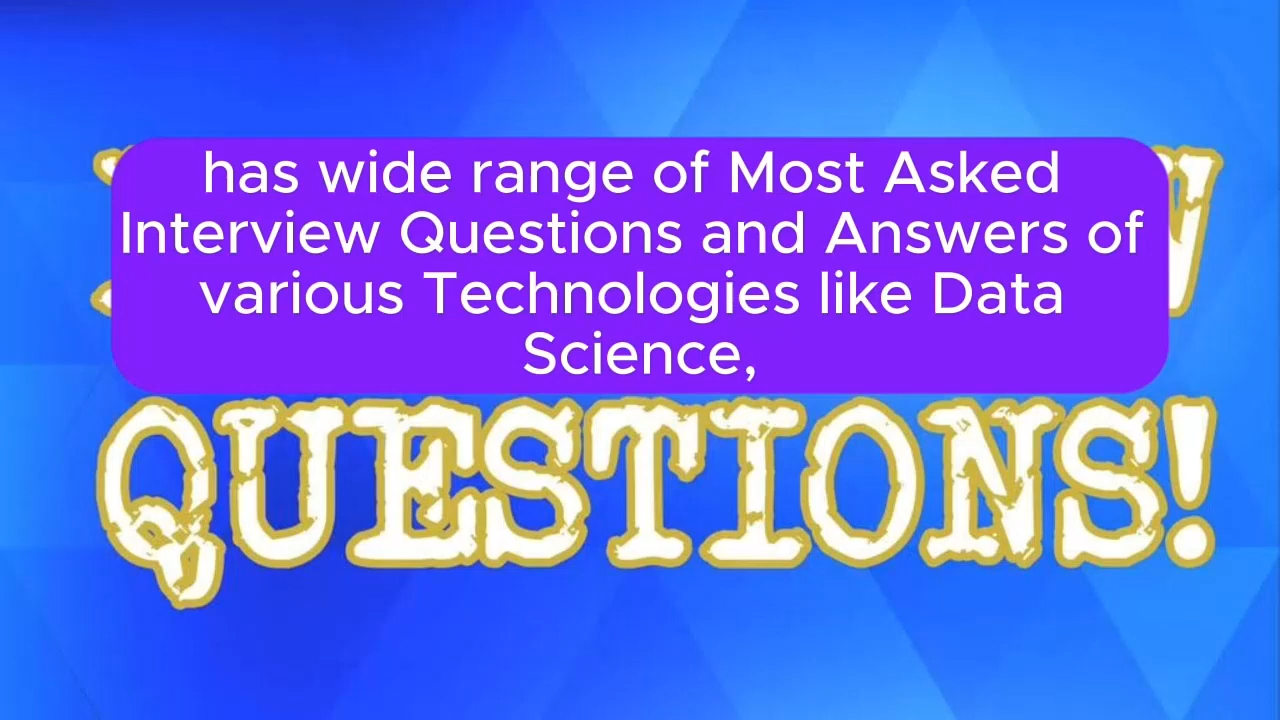 has wide range of Most Asked
Interview Questions and Answers of
various Technologies like Data
Science,
QUESTIONS!